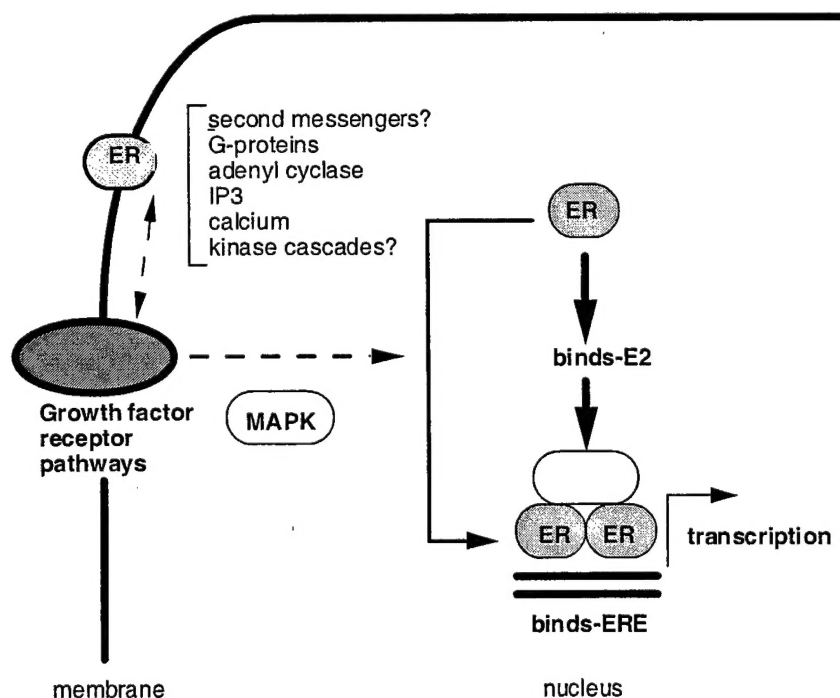 ER
second messengers?
G-proteins
adenyl cyclase
IP3
calcium
kinase cascades?
ER
binds-E2
Growth factor
receptor
pathways
MAPK
ER ER
transcription
binds-ERE
membrane
nucleus